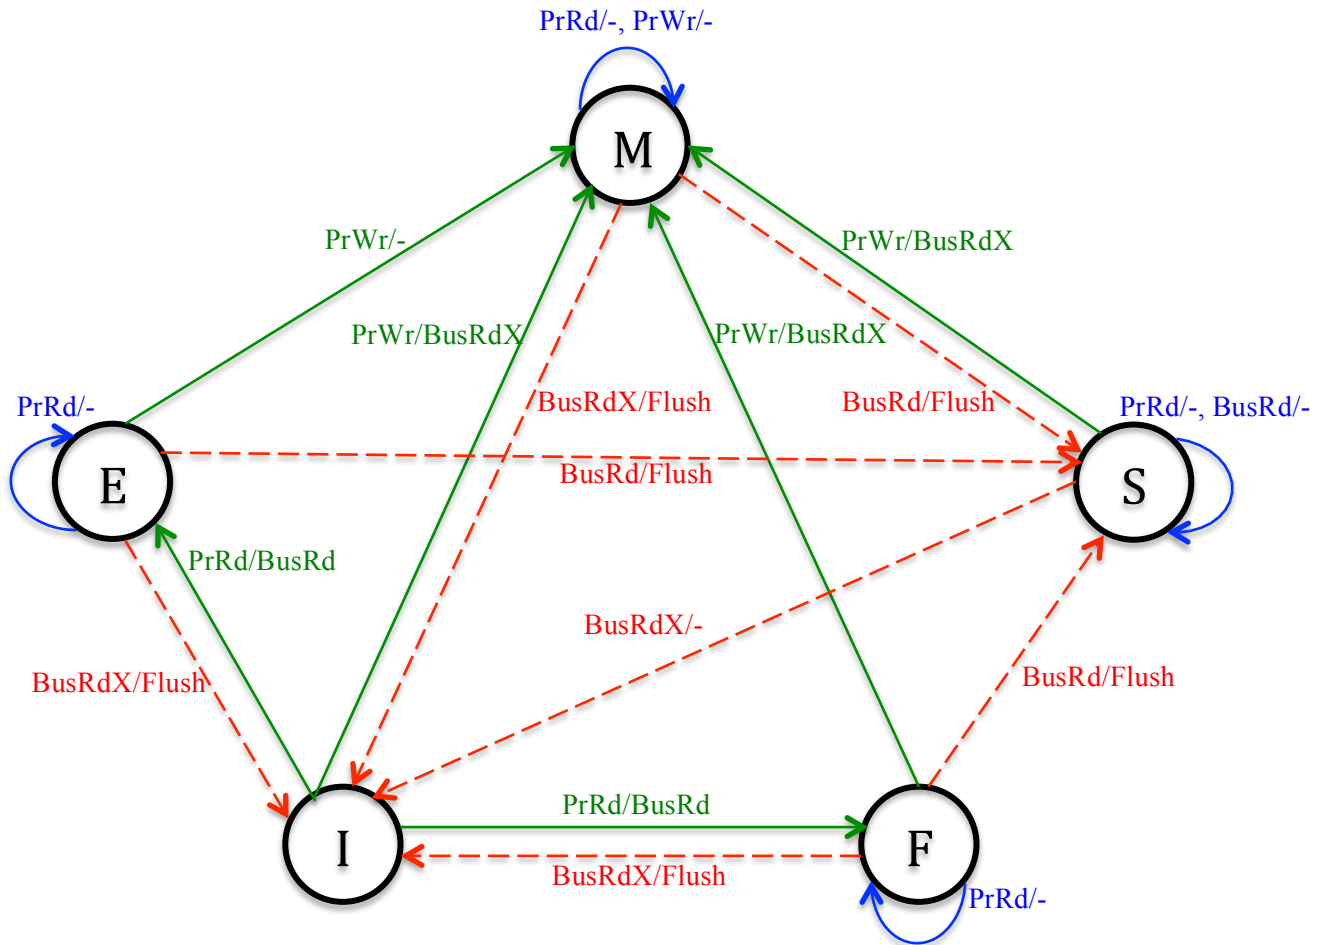 PrRd/-, PrWr/-
M
PrWr/-
PrWr/BusRdX
PrWr/BusRdX
PrWr/BusRdX
BusRdX/Flush
BusRd/Flush
PrRd/-
PrRd/-, BusRd/-
E
BusRd/Flush
S
PrRd/BusRd
BusRdX/-
BusRdX/Flush
BusRd/Flush
PrRd/BusRd
I
F
BusRdX/Flush
PrRd/-